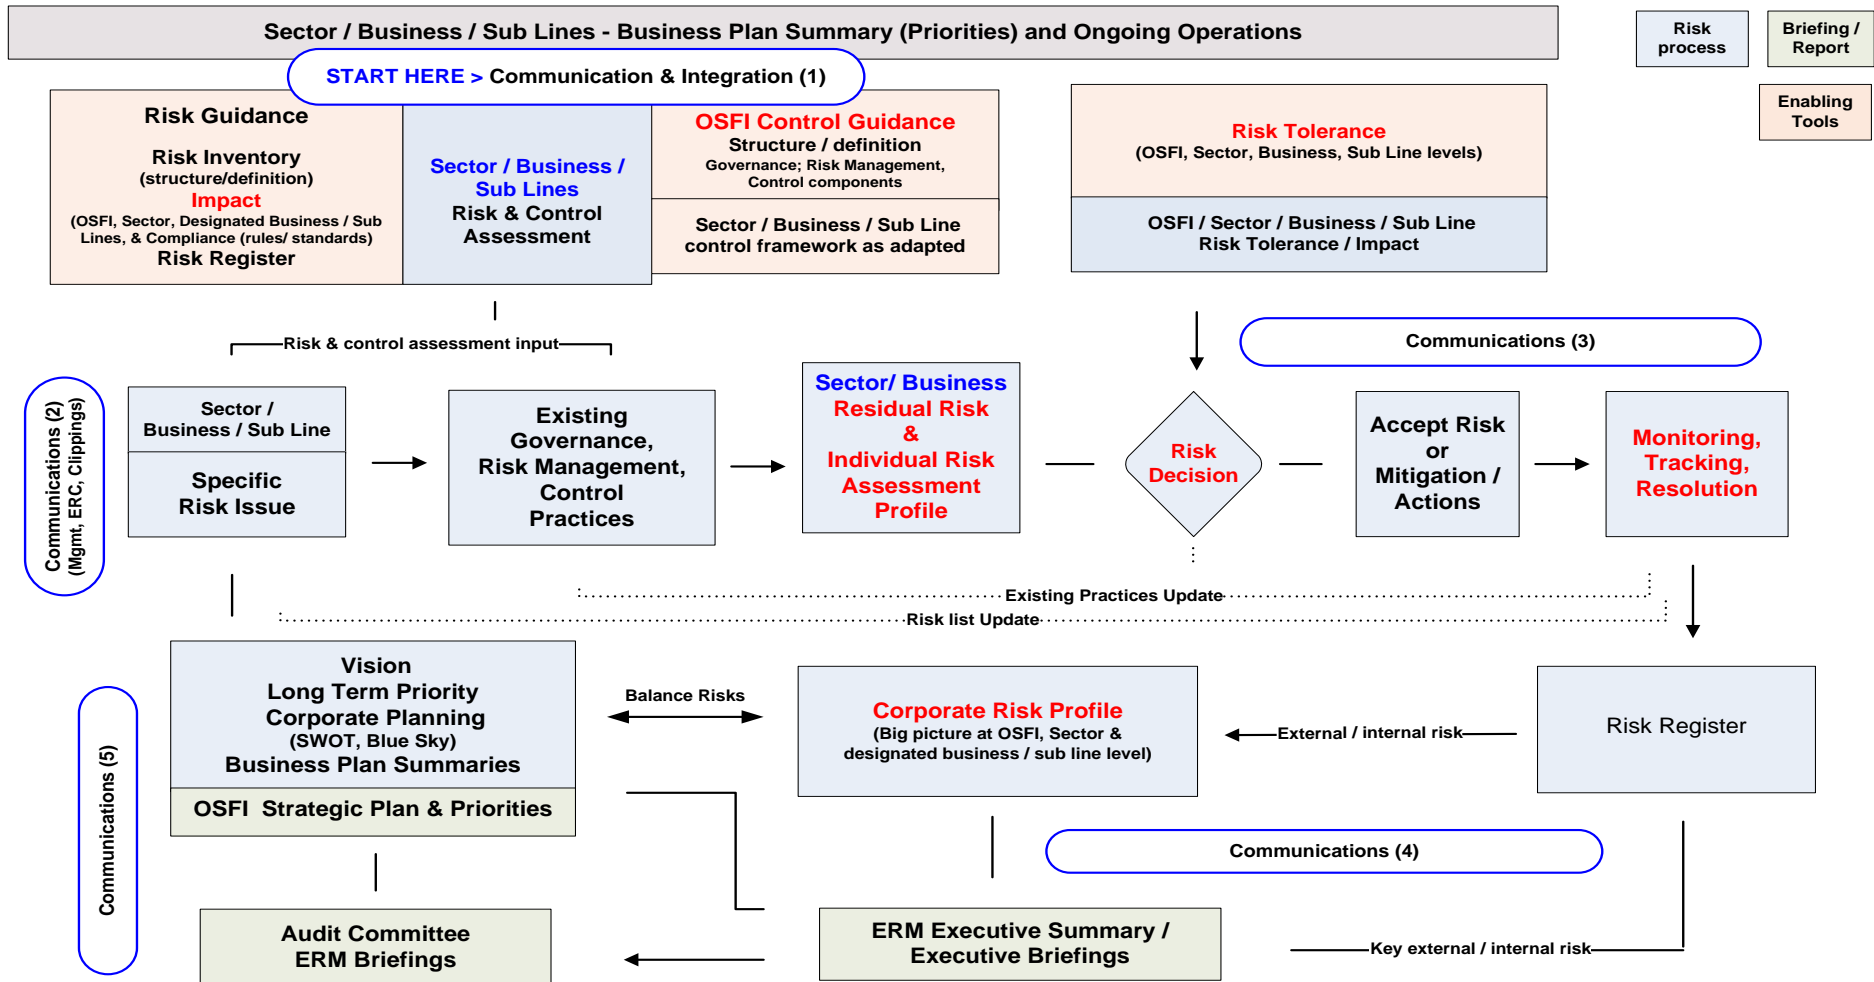 Sector / Business / Sub Lines - Business Plan Summary (Priorities) and Ongoing Operations
Risk
process
Briefing /
Report
Enabling
Tools
START HERE > Communication & Integration (1)
Risk Guidance
Risk Inventory
(structure/definition)
Impact
(OSFI, Sector, Designated Business / Sub
Lines, & Compliance (rules/ standards)
Risk Register
Sector / Business /
Sub Lines
Risk & Control
Assessment
OSFI Control Guidance
Structure / definition
Governance; Risk Management,
Control components
Sector / Business / Sub Line
control framework as adapted
Risk Tolerance
(OSFI, Sector, Business, Sub Line levels)
OSFI / Sector / Business / Sub Line
Risk Tolerance / Impact
Risk & control assessment input
Communications (3)
Communications (2)
(Mgmt, ERC, Clippings)
Sector /
Business / Sub Line
Specific
Risk Issue
Existing
Governance,
Risk Management,
Control
Practices
Sector/ Business
Residual Risk
&
Individual Risk
Assessment
Profile
Risk
Decision
Accept Risk
or
Mitigation /
Actions
Monitoring,
Tracking,
Resolution
Existing Practices Update
Risk list Update
Communications (5)
Vision
Long Term Priority
Corporate Planning
(SWOT, Blue Sky)
Business Plan Summaries
OSFI  Strategic Plan & Priorities
Balance Risks
Corporate Risk Profile
(Big picture at OSFI, Sector &
designated business / sub line level)
External / internal risk
Risk Register
Communications (4)
Audit Committee
ERM Briefings
ERM Executive Summary /
Executive Briefings
Key external / internal risk